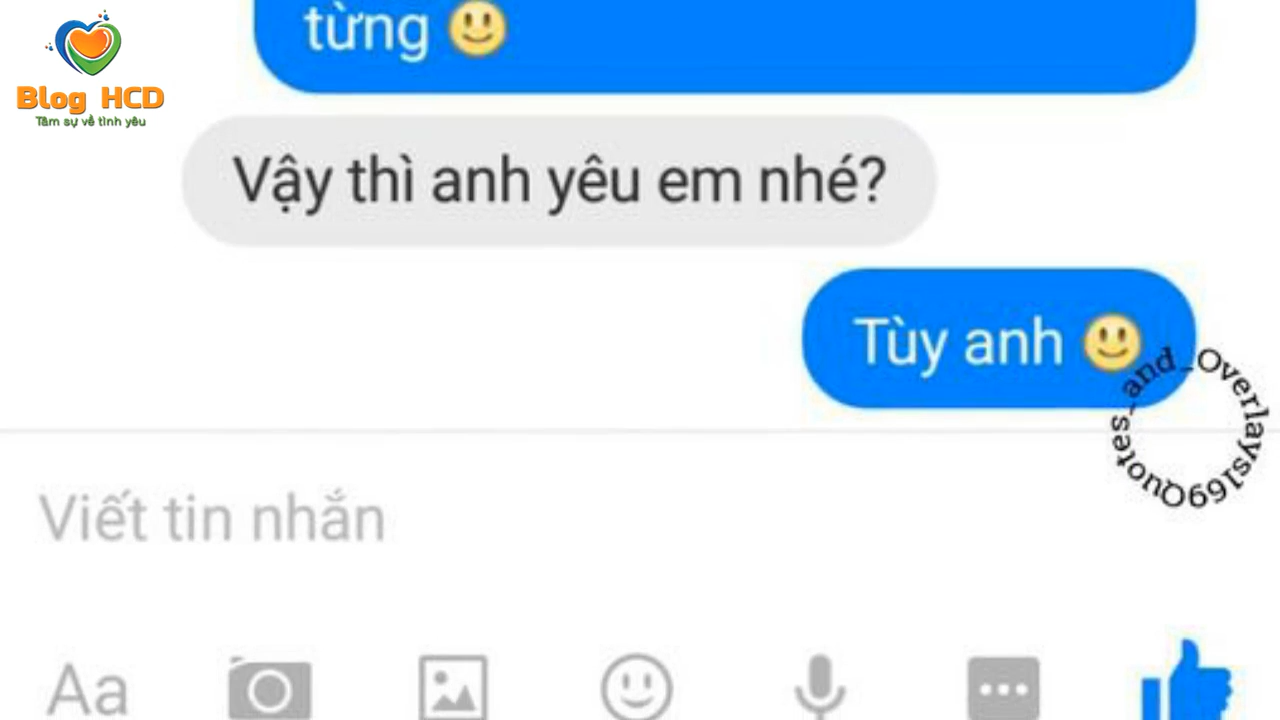 từng 🙂
Blog HCD
Tâm sự về tình yêu
Vậy thì anh yêu em nhé?
Tùy anh 🙂
Quotes_and_Overlays169
Viết tin nhắn
Aa